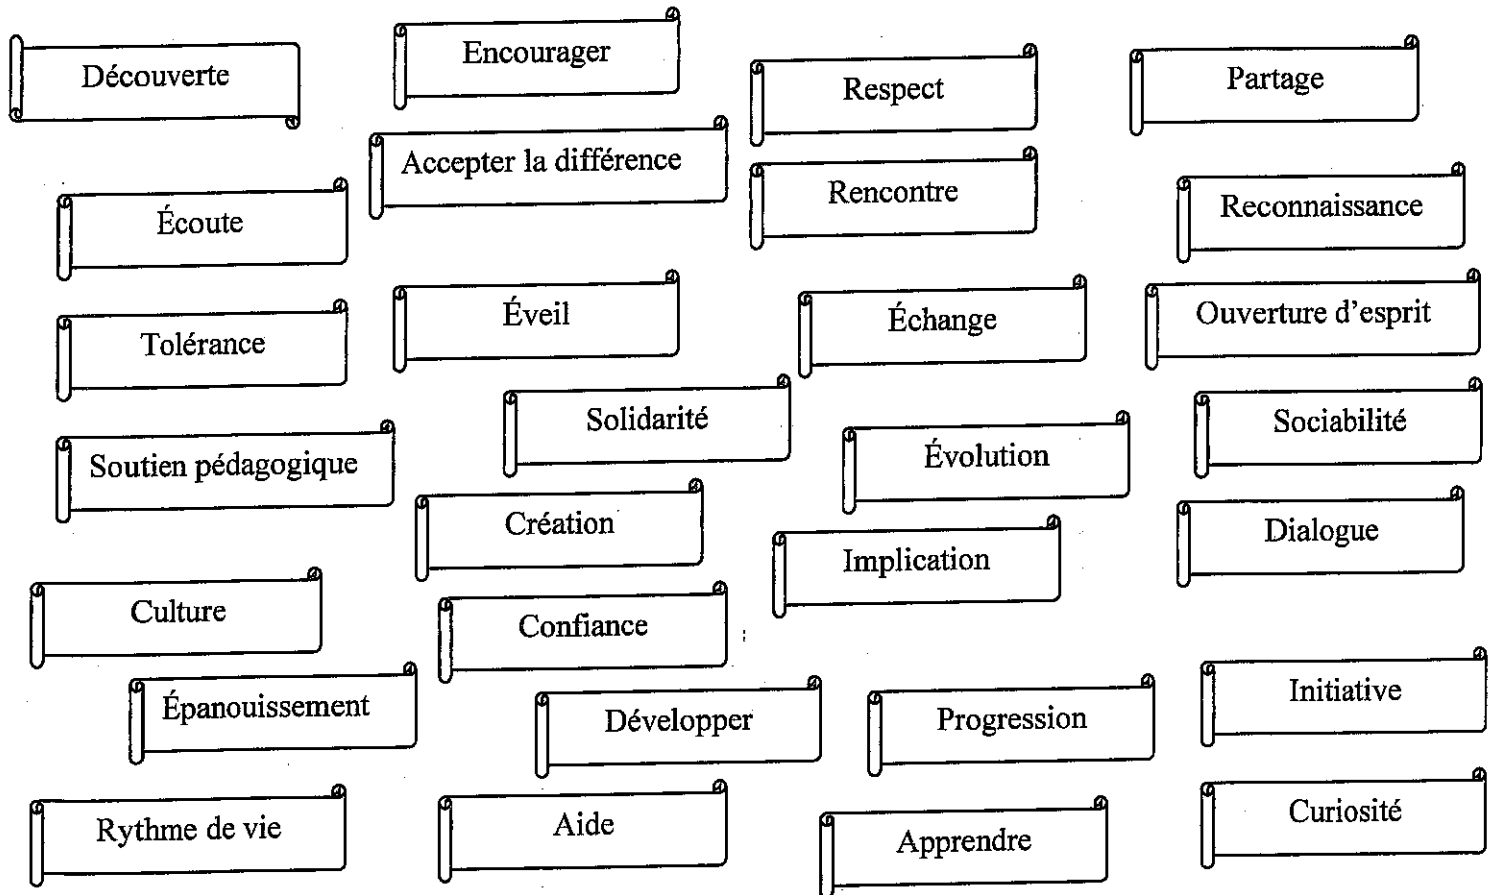 Découverte
Encourager
Respect
Partage
Accepter la différence
Rencontre
Reconnaissance
Écoute
Éveil
Échange
Ouverture d'esprit
Tolérance
Solidarité
Sociabilité
Soutien pédagogique
Évolution
Création
Dialogue
Implication
Culture
Confiance
Épanouissement
Développer
Progression
Initiative
Rythme de vie
Aide
Apprendre
Curiosité